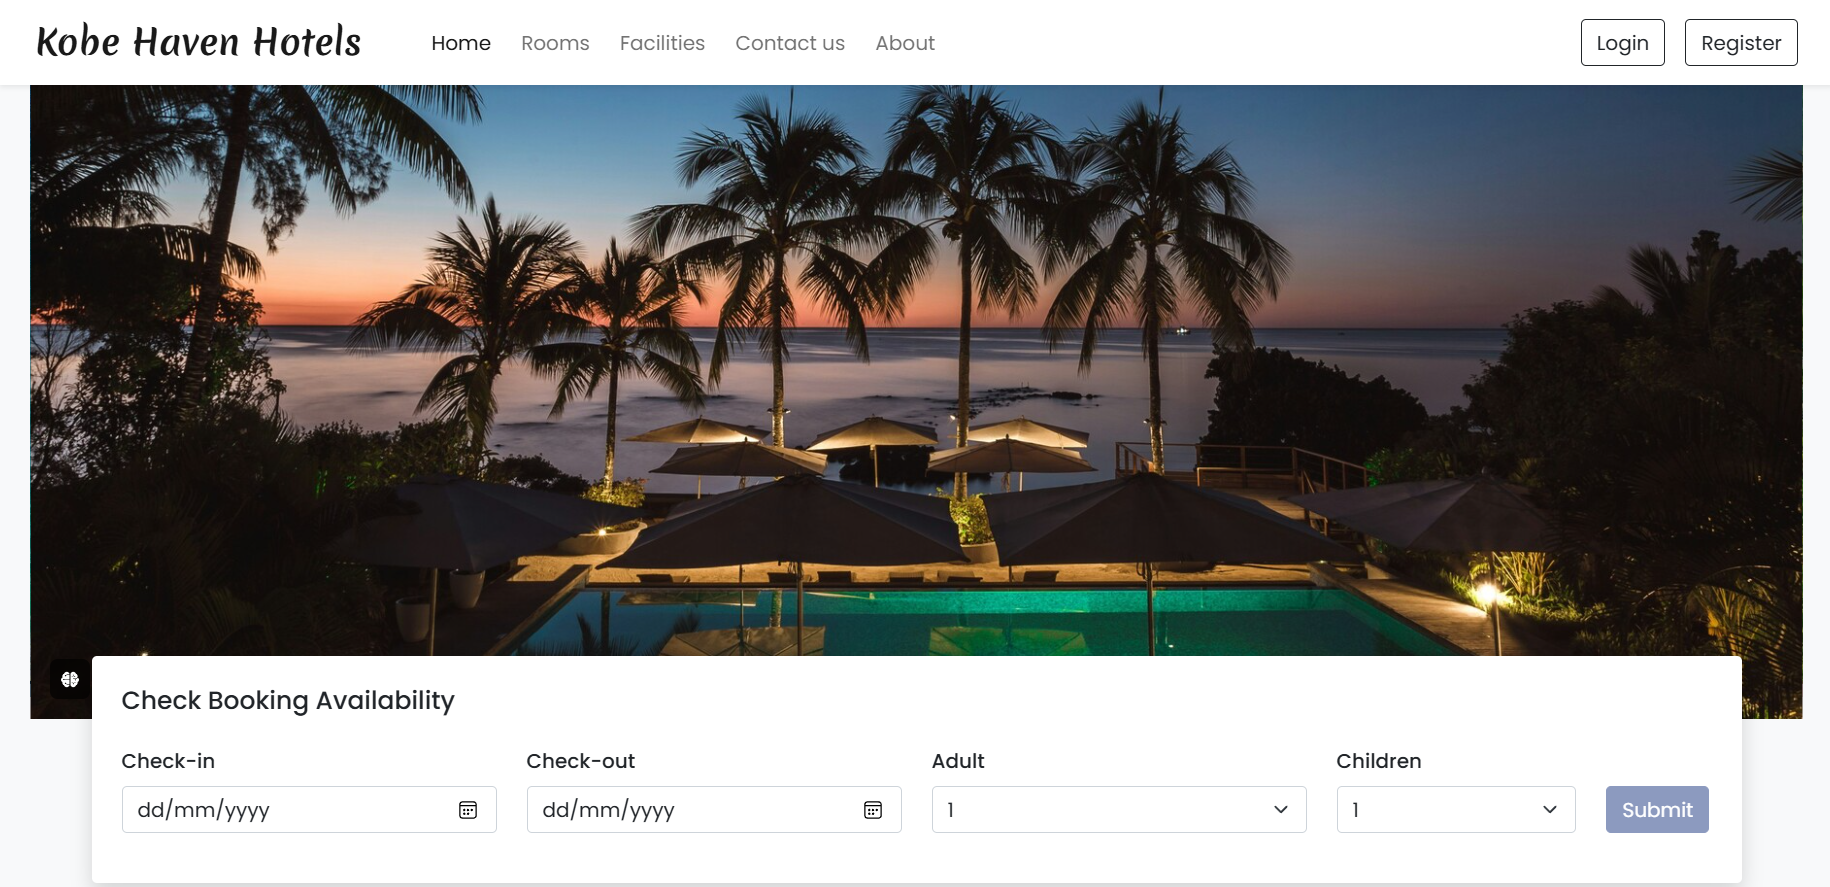 Kobe Haven Hotels Home Rooms Facilities Contact us About Login Register
Check Booking Availability
Check-in Check-out Adult Children
dd/mm/yyyy dd/mm/yyyy 1 1 Submit